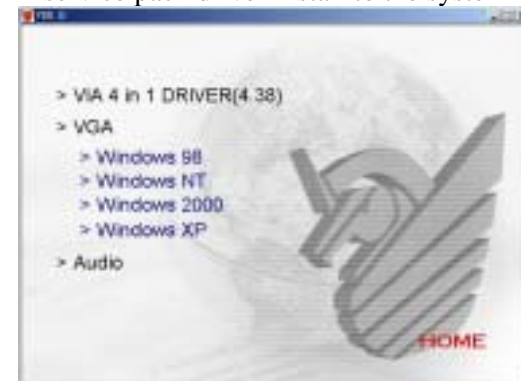 > VIA 4 in 1 DRIVER(4.38)
> VGA
> Windows 98
> Windows NT
> Windows 2000
> Windows XP
> Audio
HOME